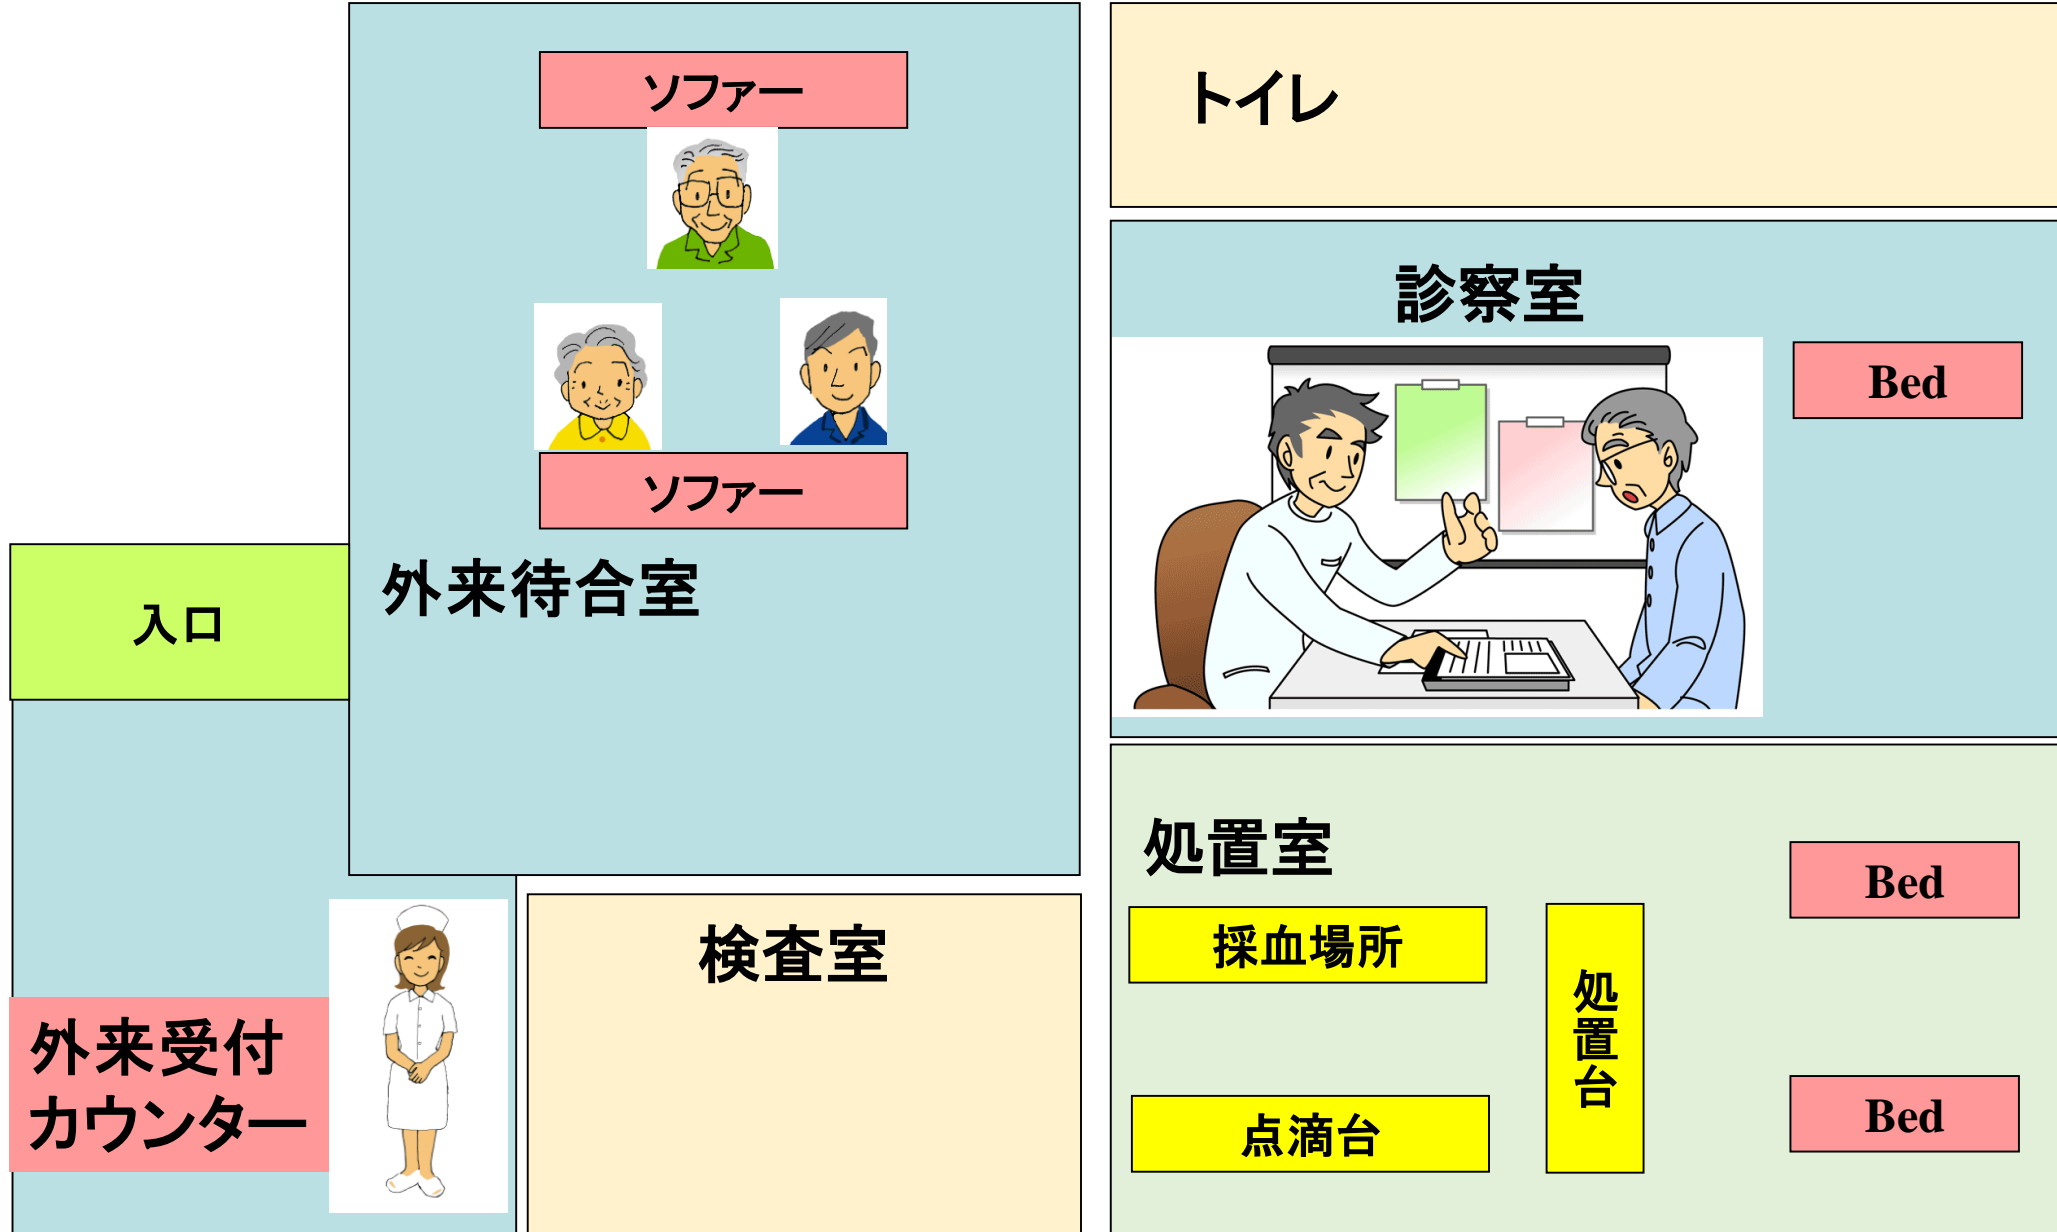 ソファー
トイレ
診察室
Bed
ソファー
外来待合室
入口
処置室
Bed
検査室
採血場所
処置台
外来受付
カウンター
点滴台
Bed